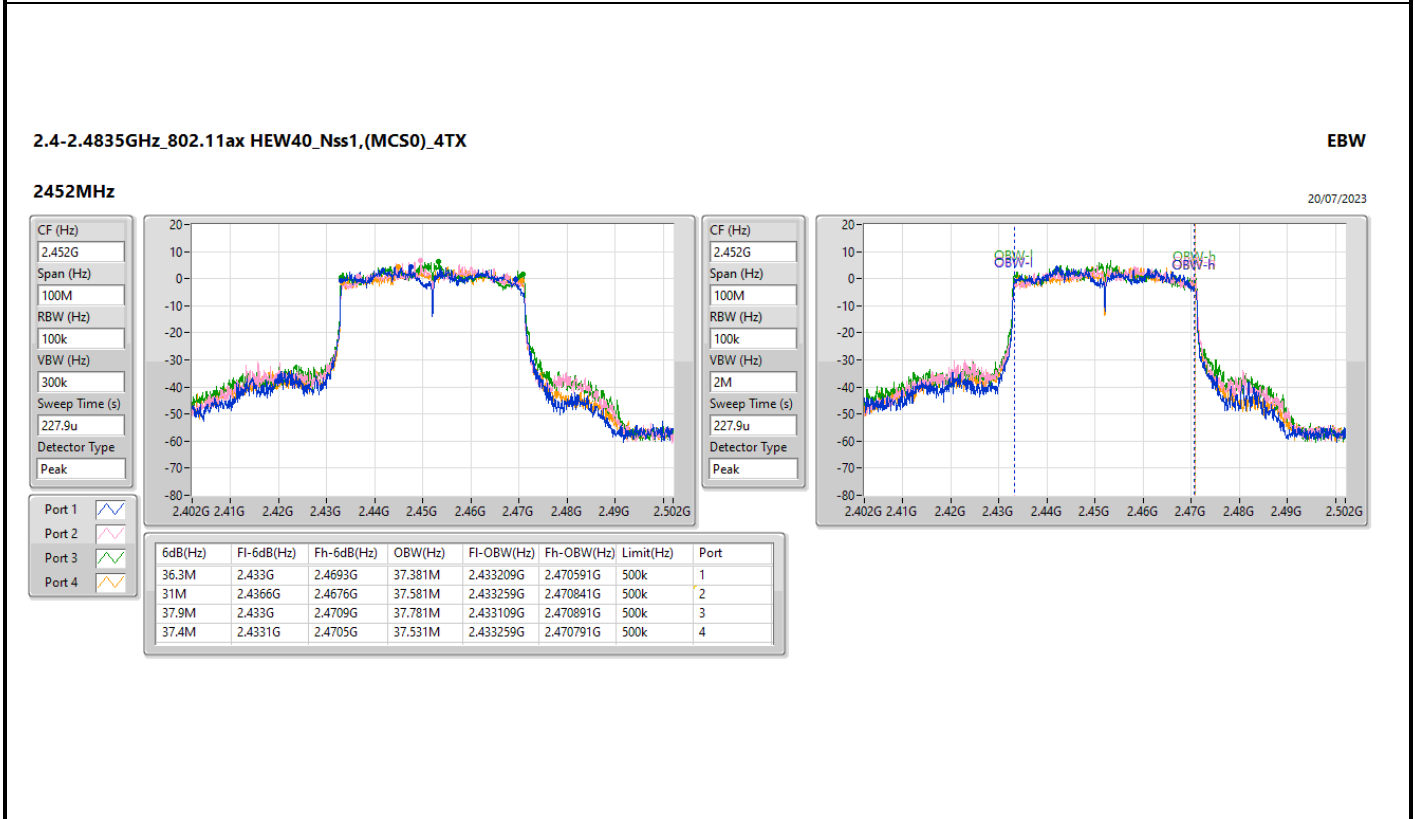 2.4-2.4835GHz_802.11ax HEW40_Nss1,(MCS0)_4TX
EBW
2452MHz
20/07/2023
CF (Hz)
2.452G
Span (Hz)
100M
RBW (Hz)
100k
VBW (Hz)
300k
Sweep Time (s)
227.9u
Detector Type
Peak
20
10
0
-10
-20
-30
-40
-50
-60
-70
-80
2.402G 2.41G 2.42G 2.43G 2.44G 2.45G 2.46G 2.47G 2.48G 2.49G 2.502G
CF (Hz)
2.452G
Span (Hz)
100M
RBW (Hz)
100k
VBW (Hz)
2M
Sweep Time (s)
227.9u
Detector Type
Peak
20
10
0
-10
-20
-30
-40
-50
-60
-70
-80
OBW-l OBW-h
OBW-l OBW-h
2.402G 2.41G 2.42G 2.43G 2.44G 2.45G 2.46G 2.47G 2.48G 2.49G 2.502G
Port 1
Port 2
Port 3
Port 4
6dB(Hz) Fl-6dB(Hz) Fh-6dB(Hz) OBW(Hz) Fl-OBW(Hz) Fh-OBW(Hz) Limit(Hz) Port
36.3M 2.433G 2.4693G 37.381M 2.433209G 2.470591G 500k 1
31M 2.4366G 2.4676G 37.581M 2.433259G 2.470841G 500k 2
37.9M 2.433G 2.4709G 37.781M 2.433109G 2.470891G 500k 3
37.4M 2.4331G 2.4705G 37.531M 2.433259G 2.470791G 500k 4